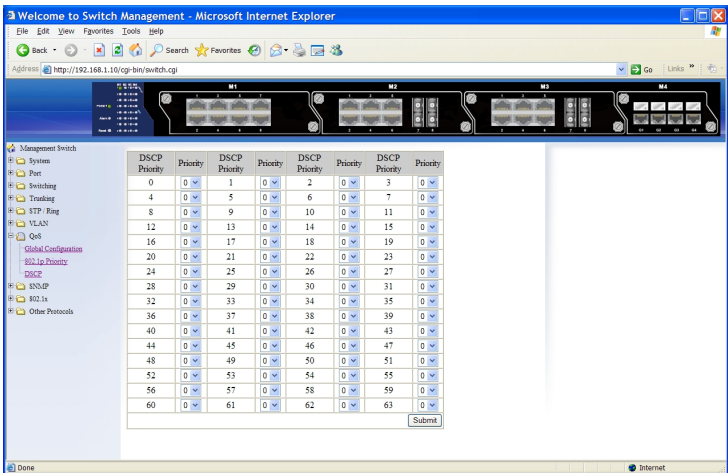 Welcome to Switch Management - Microsoft Internet Explorer
File Edit View Favorites Tools Help
Back Search Favorites
Address http://192.168.1.10/cgi-bin/switch.cgi Go Links »
M1 M2 M3 M4
Management Switch
System
Port
Switching
Trunking
STP / Ring
VLAN
QoS
Global Configuration
802.1p Priority
DSCP
SNMP
802.1x
Other Protocols
DSCP Priority Priority DSCP Priority Priority DSCP Priority Priority DSCP Priority Priority
0 0 1 0 2 0 3 0
4 0 5 0 6 0 7 0
8 0 9 0 10 0 11 0
12 0 13 0 14 0 15 0
16 0 17 0 18 0 19 0
20 0 21 0 22 0 23 0
24 0 25 0 26 0 27 0
28 0 29 0 30 0 31 0
32 0 33 0 34 0 35 0
36 0 37 0 38 0 39 0
40 0 41 0 42 0 43 0
44 0 45 0 46 0 47 0
48 0 49 0 50 0 51 0
52 0 53 0 54 0 55 0
56 0 57 0 58 0 59 0
60 0 61 0 62 0 63 0
Submit
Done Internet